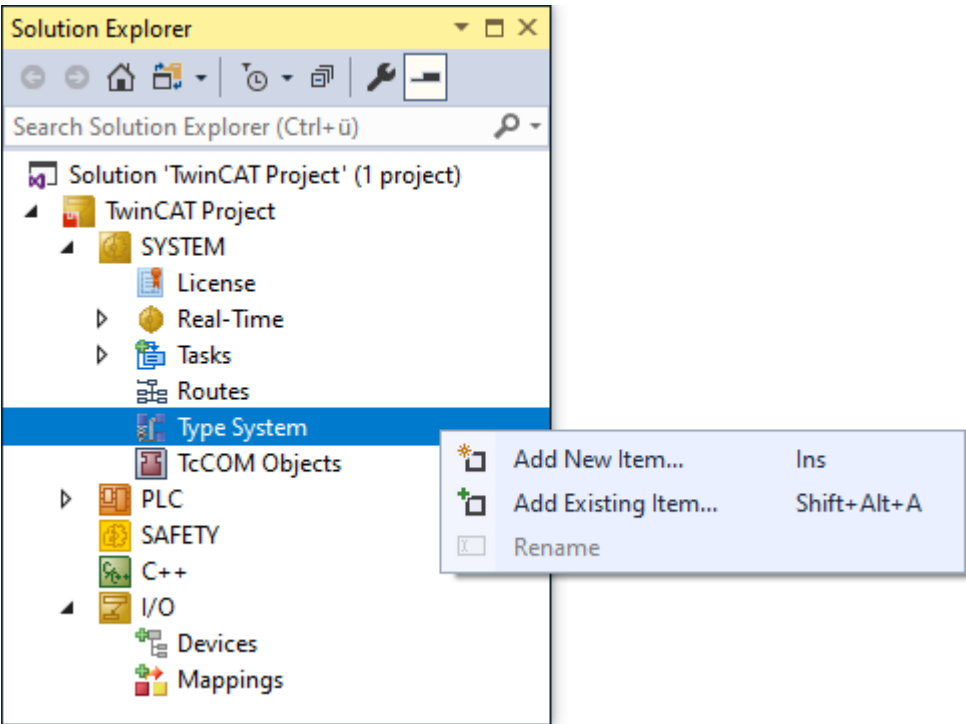 Solution Explorer
Search Solution Explorer (Ctrl+ü)
Solution 'TwinCAT Project' (1 project)
TwinCAT Project
SYSTEM
License
Real-Time
Tasks
Routes
Type System
TcCOM Objects
PLC
SAFETY
C++
I/O
Devices
Mappings
Add New Item... Ins
Add Existing Item... Shift+Alt+A
Rename